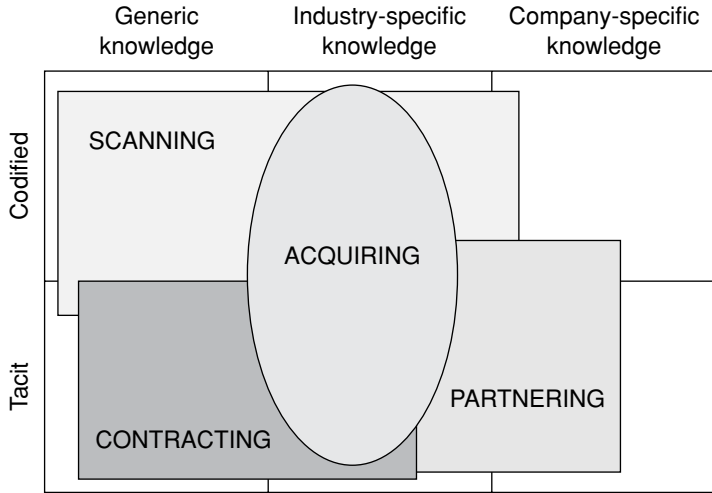 Generic
knowledge
Industry-specific
knowledge
Company-specific
knowledge
Codified
SCANNING
ACQUIRING
Tacit
PARTNERING
CONTRACTING